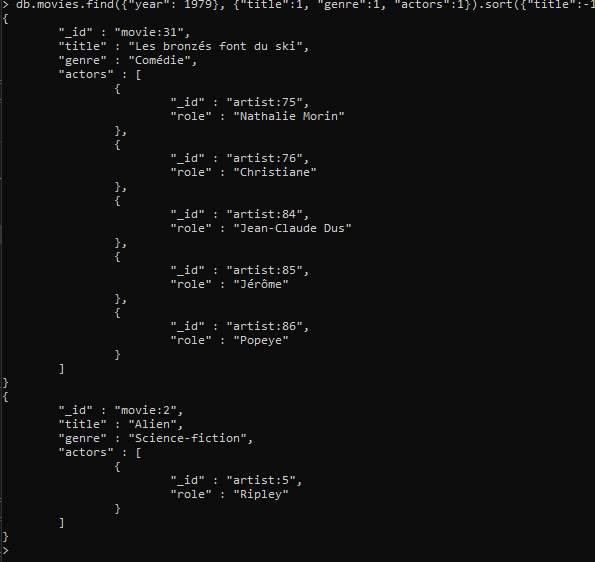 > db.movies.find({"year": 1979}, {"title":1, "genre":1, "actors":1}).sort({"title":-1
{
"_id" : "movie:31",
"title" : "Les bronzés font du ski",
"genre" : "Comédie",
"actors" : [
{
"_id" : "artist:75",
"role" : "Nathalie Morin"
},
{
"_id" : "artist:76",
"role" : "Christiane"
},
{
"_id" : "artist:84",
"role" : "Jean-Claude Dus"
},
{
"_id" : "artist:85",
"role" : "Jérôme"
},
{
"_id" : "artist:86",
"role" : "Popeye"
}
]
}
{
"_id" : "movie:2",
"title" : "Alien",
"genre" : "Science-fiction",
"actors" : [
{
"_id" : "artist:5",
"role" : "Ripley"
}
]
}
>